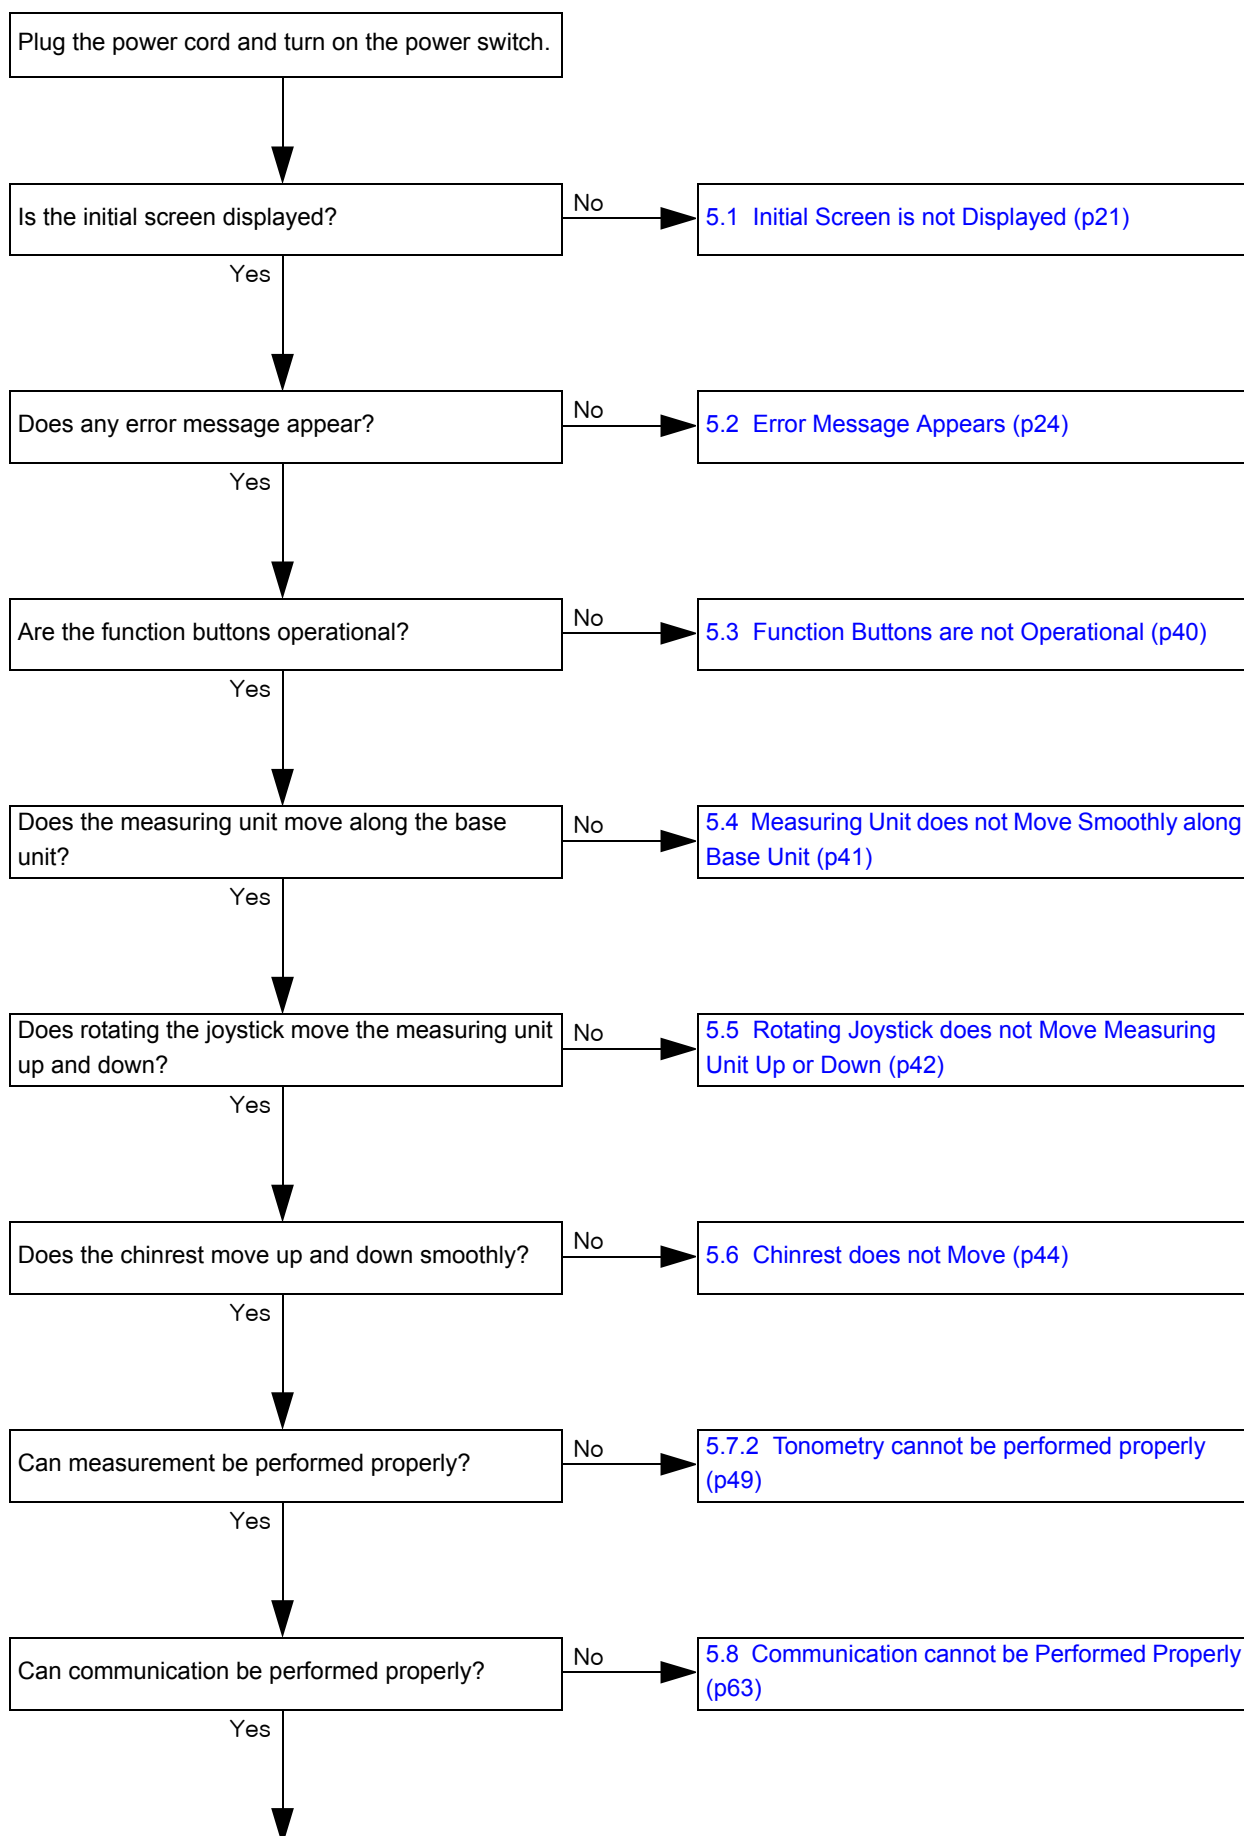 Plug the power cord and turn on the power switch.
Is the initial screen displayed?
No
5.1 Initial Screen is not Displayed (p21)
Yes
Does any error message appear?
No
5.2 Error Message Appears (p24)
Yes
Are the function buttons operational?
No
5.3 Function Buttons are not Operational (p40)
Yes
Does the measuring unit move along the base
unit?
No
5.4 Measuring Unit does not Move Smoothly along
Base Unit (p41)
Yes
Does rotating the joystick move the measuring unit
up and down?
No
5.5 Rotating Joystick does not Move Measuring
Unit Up or Down (p42)
Yes
Does the chinrest move up and down smoothly?
No
5.6 Chinrest does not Move (p44)
Yes
Can measurement be performed properly?
No
5.7.2 Tonometry cannot be performed properly
(p49)
Yes
Can communication be performed properly?
No
5.8 Communication cannot be Performed Properly
(p63)
Yes